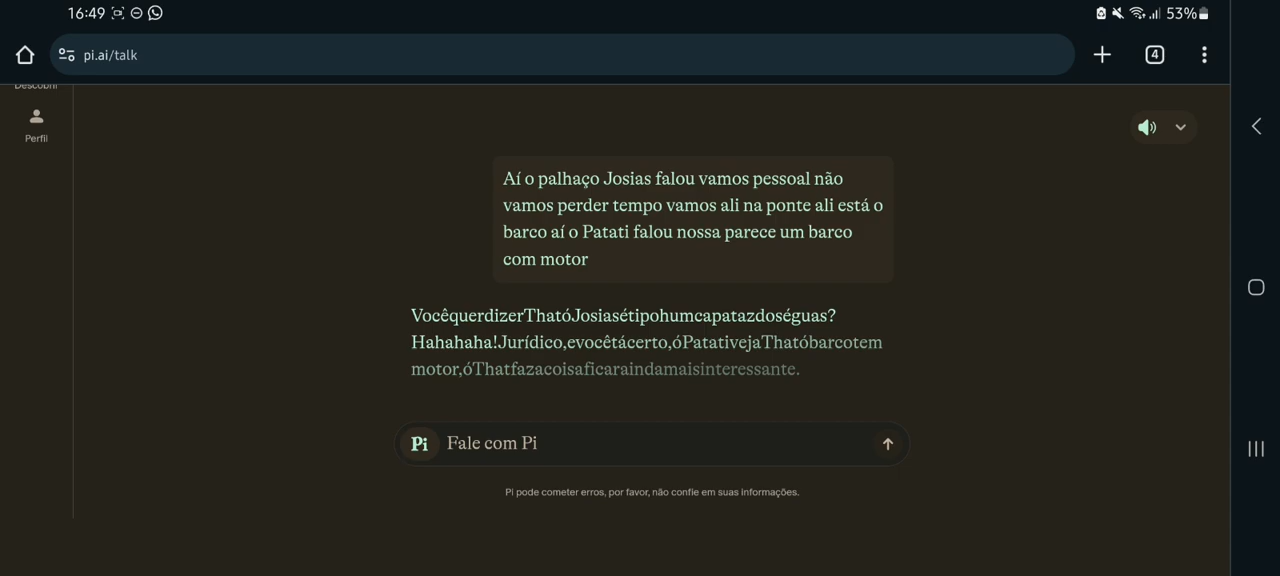 16:49
53%
pi.ai/talk
4
Descobrir
Perfil
Aí o palhaço Josias falou vamos pessoal não
vamos perder tempo vamos ali na ponte ali está o
barco aí o Patati falou nossa parece um barco
com motor
VocêquerdizerThatóJosiasétipohumcapatazdoséguas?
Hahahaha!Jurídico,evocêtácerto,óPatativejaThatóbarcotem
motor,óThatfazacoisaficaraindamaisinteressante.
Pi Fale com Pi
Pi pode cometer erros, por favor, não confie em suas informações.